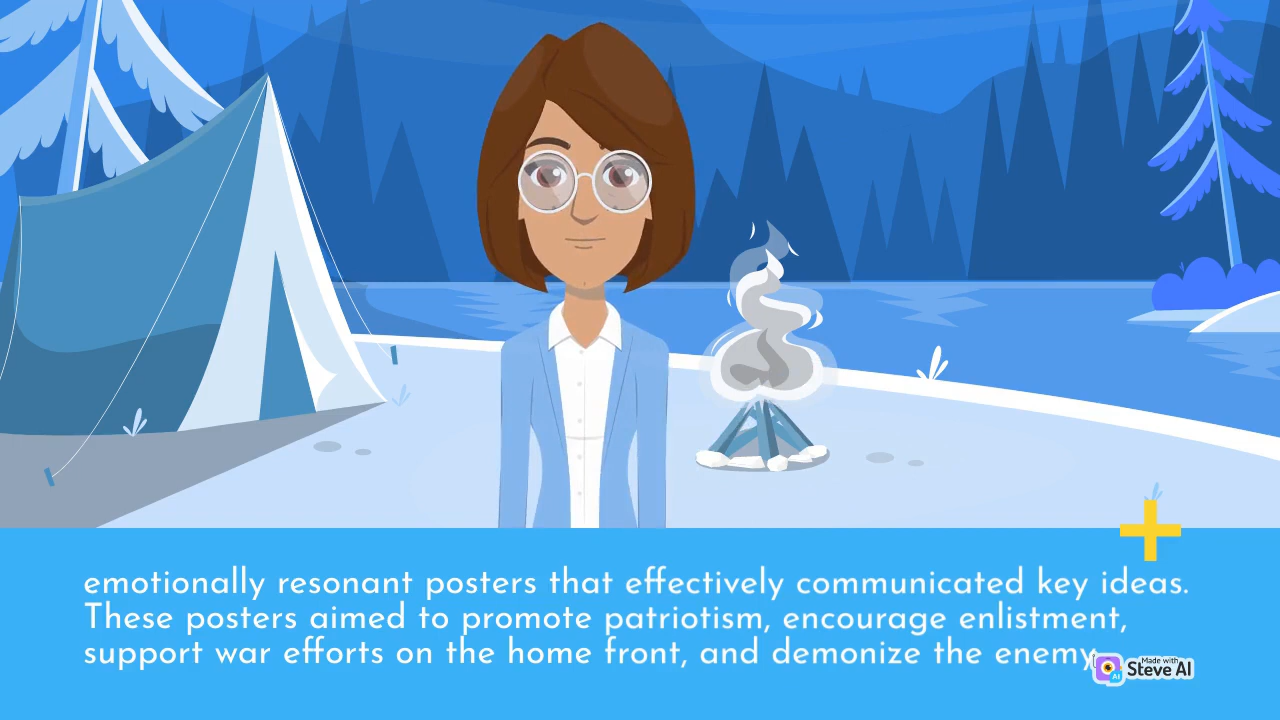 emotionally resonant posters that effectively communicated key ideas.
These posters aimed to promote patriotism, encourage enlistment,
support war efforts on the home front, and demonize the enemy
Made with
Steve AI
AI